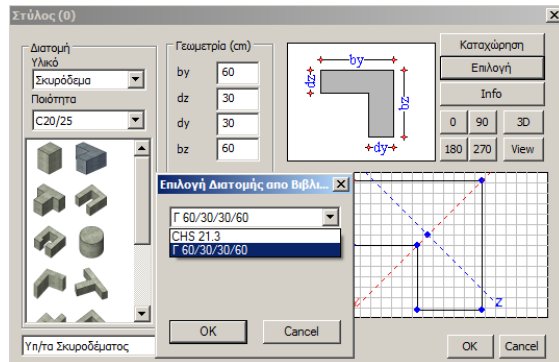 Στύλος (0)
Διατομή
Υλικό
Σκυρόδεμα
Ποιότητα
C20/25
Υπ/τα Σκυροδέματος
Γεωμετρία (cm)
by 60
dz 30
dy 30
bz 60
by
dz
bz
dy
Καταχώρηση
Επιλογή
Info
0 90 3D
180 270 View
Επιλογή Διατομής απο Βιβλι...
Γ 60/30/30/60
CHS 21.3
Γ 60/30/30/60
OK Cancel
z
OK Cancel